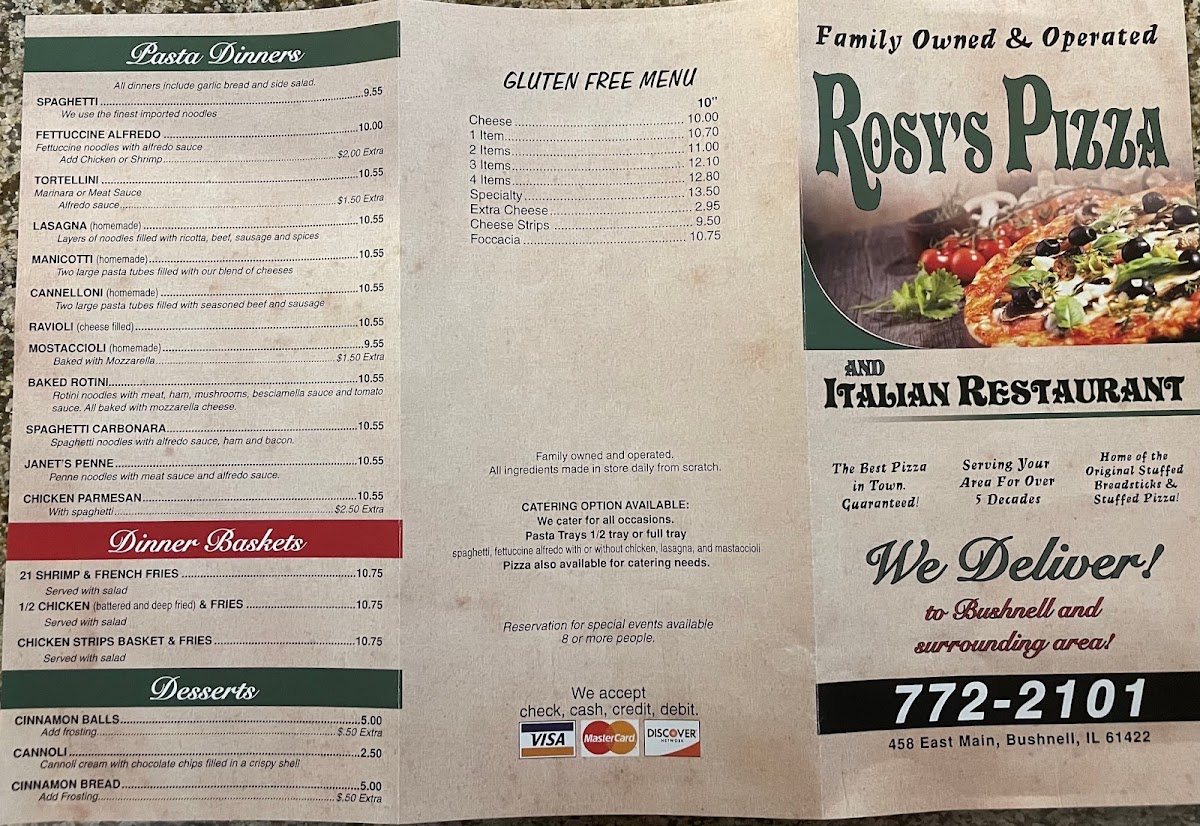 Pasta Dinners
All dinners include garlic bread and side salad.
SPAGHETTI 9.55
We use the finest imported noodles
FETTUCCINE ALFREDO 10.00
Fettuccine noodles with alfredo sauce
Add Chicken or Shrimp $2.00 Extra
TORTELLINI 10.55
Marinara or Meat Sauce
Alfredo sauce $1.50 Extra
LASAGNA (homemade) 10.55
Layers of noodles filled with ricotta, beef, sausage and spices
MANICOTTI (homemade) 10.55
Two large pasta tubes filled with our blend of cheeses
CANNELLONI (homemade) 10.55
Two large pasta tubes filled with seasoned beef and sausage
RAVIOLI (cheese filled) 10.55
MOSTACCIOLI (homemade) 9.55
Baked with Mozzarella $1.50 Extra
BAKED ROTINI 10.55
Rotini noodles with meat, ham, mushrooms, besciamella sauce and tomato
sauce. All baked with mozzarella cheese.
SPAGHETTI CARBONARA 10.55
Spaghetti noodles with alfredo sauce, ham and bacon.
JANET'S PENNE 10.55
Penne noodles with meat sauce and alfredo sauce.
CHICKEN PARMESAN 10.55
With spaghetti $2.50 Extra
Dinner Baskets
21 SHRIMP & FRENCH FRIES 10.75
Served with salad
1/2 CHICKEN (battered and deep fried) & FRIES 10.75
Served with salad
CHICKEN STRIPS BASKET & FRIES 10.75
Served with salad
Desserts
CINNAMON BALLS 5.00
Add frosting $.50 Extra
CANNOLI 2.50
Cannoli cream with chocolate chips filled in a crispy shell
CINNAMON BREAD 5.00
Add Frosting $.50 Extra
GLUTEN FREE MENU
10"
Cheese 10.00
1 Item 10.70
2 Items 11.00
3 Items 12.10
4 Items 12.80
Specialty 13.50
Extra Cheese 2.95
Cheese Strips 9.50
Foccacia 10.75
Family owned and operated.
All ingredients made in store daily from scratch.
CATERING OPTION AVAILABLE:
We cater for all occasions.
Pasta Trays 1/2 tray or full tray
spaghetti, fettuccine alfredo with or without chicken, lasagna, and mastaccioli
Pizza also available for catering needs.
Reservation for special events available
8 or more people.
We accept
check, cash, credit, debit.
VISA MasterCard DISCOVER
NETWORK
Family Owned & Operated
ROSY'S PIZZA
AND
ITALIAN RESTAURANT
The Best Pizza
in Town.
Guaranteed!
Serving Your
Area For Over
5 Decades
Home of the
Original Stuffed
Breadsticks &
Stuffed Pizza!
We Deliver!
to Bushnell and
surrounding area!
772-2101
458 East Main, Bushnell, IL 61422